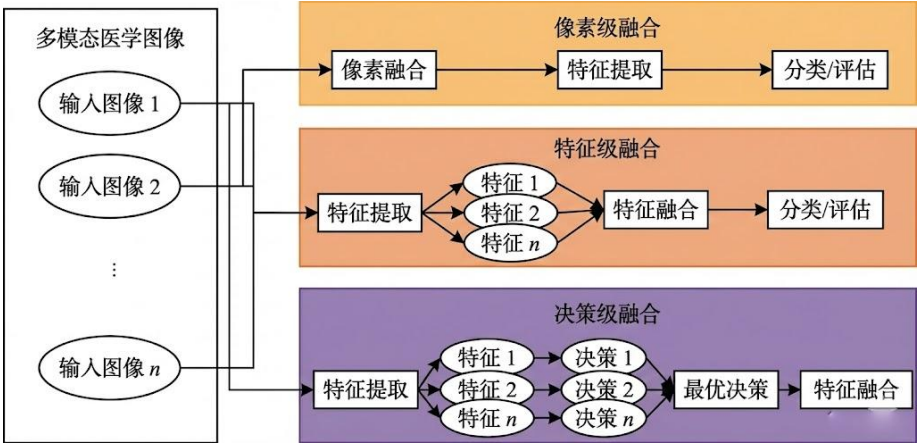 多模态医学图像
输入图像 1
输入图像 2
⋮
输入图像 n
像素级融合
像素融合
特征提取
分类/评估
特征级融合
特征提取
特征 1
特征 2
特征 n
特征融合
分类/评估
决策级融合
特征提取
特征 1
特征 2
特征 n
决策 1
决策 2
决策 n
最优决策
特征融合